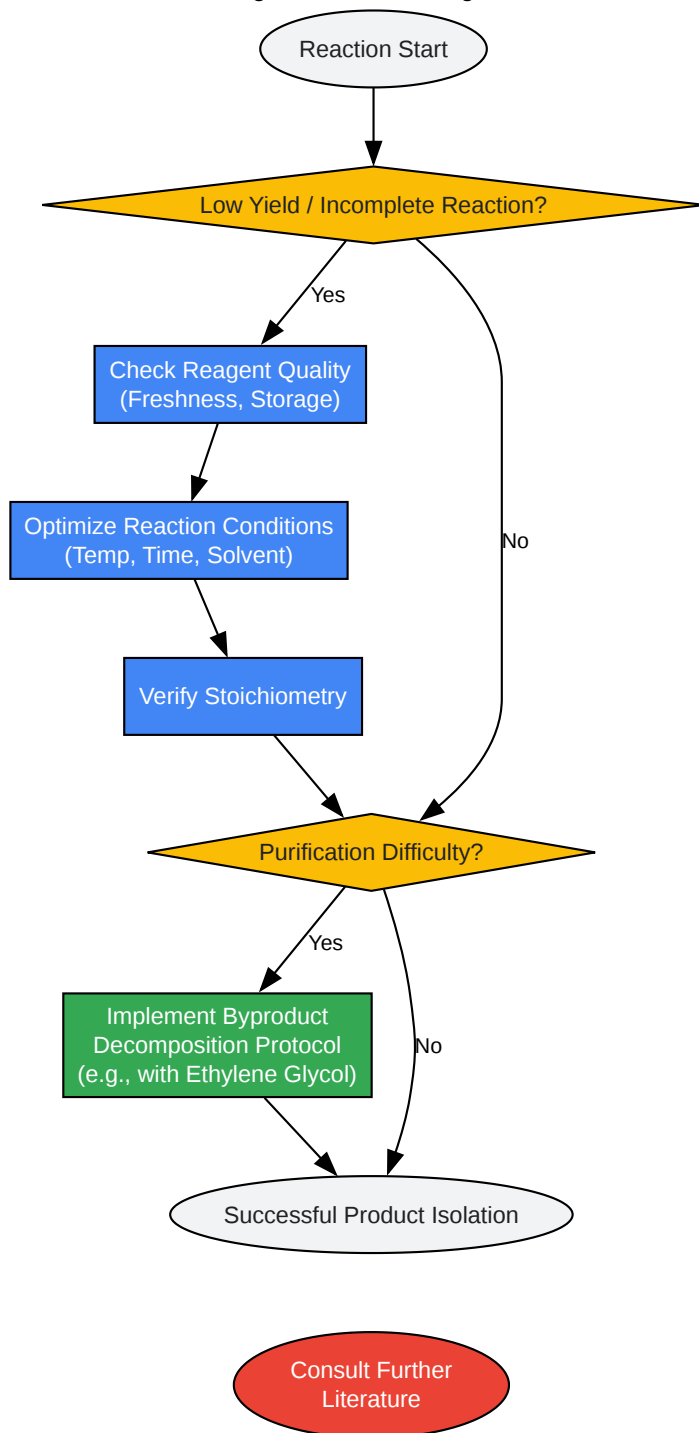 Reaction Start
Low Yield / Incomplete Reaction?
Yes
Check Reagent Quality
(Freshness, Storage)
Optimize Reaction Conditions
(Temp, Time, Solvent)
No
Verify Stoichiometry
Purification Difficulty?
Yes
Implement Byproduct
Decomposition Protocol
(e.g., with Ethylene Glycol)
No
Successful Product Isolation
Consult Further
Literature